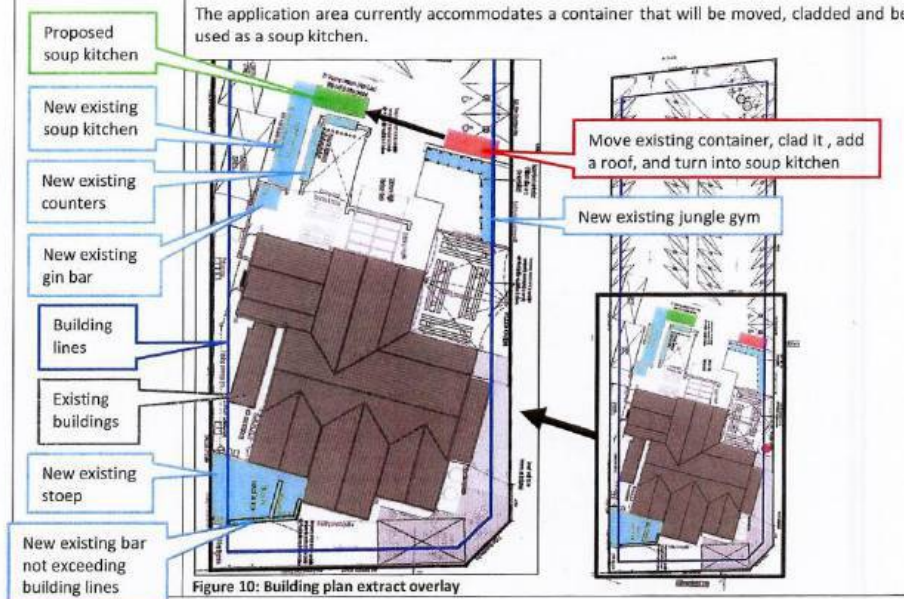 The application area currently accommodates a container that will be moved, cladded and be
used as a soup kitchen.
Proposed
soup kitchen
New existing
soup kitchen
New existing
counters
New existing
gin bar
Building
lines
Existing
buildings
New existing
stoep
New existing bar
not exceeding
building lines
Move existing container, clad it , add
a roof, and turn into soup kitchen
New existing jungle gym
Figure 10: Building plan extract overlay